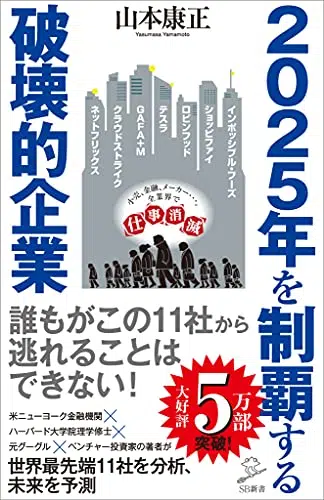 山本康正
Yasumasa Yamamoto
2025年を制覇する
破壊的企業
インポッシブル・フーズ
ショッピファイ
ロビンフッド
テスラ
GAFA+M
クラウドストライク
ネットフリックス
小売、金融、メーカー…、
全業界で
仕事消滅
誰もがこの11社から
逃れることは
できない!
大好評
5万部
突破!
米ニューヨーク金融機関×
ハーバード大学院理学修士×
元グーグル×ベンチャー投資家の著者が
世界最先端11社を分析、
未来を予測
SB新書